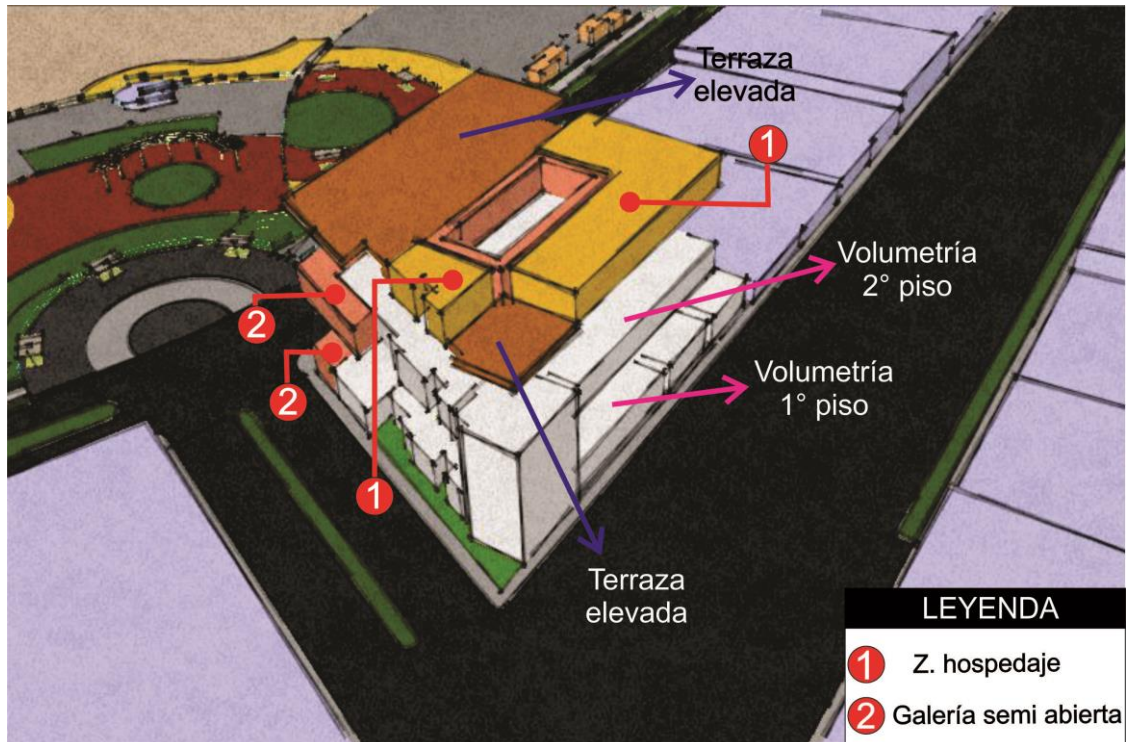 Terraza
elevada
1
Volumetría
2° piso
2
2
Volumetría
1° piso
1
Terraza
elevada
LEYENDA
1 Z. hospedaje
2 Galería semi abierta